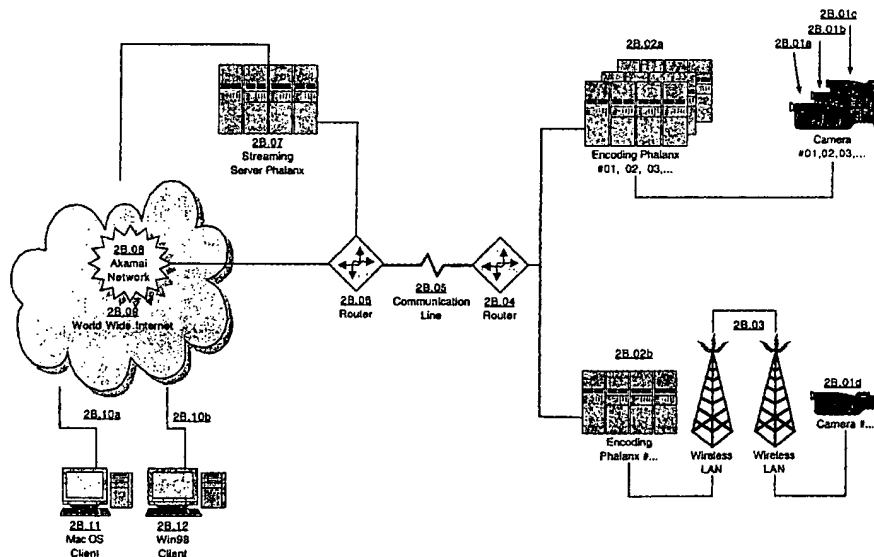 2B.01c
2B.01b
2B.01a
2B.02a
2B.07
Streaming
Server Phalanx
Encoding Phalanx
#01, 02, 03,...
Camera
#01,02,03,...
2B.08
Akamai
Network
2B.09
World Wide Internet
2B.06
Router
2B.05
Communication
Line
2B.04
Router
2B.03
2B.02b
2B.01d
Encoding
Phalanx #...
Wireless
LAN
Wireless
LAN
Camera #...
2B.10a
2B.10b
2B.11
Mac OS
Client
2B.12
Win98
Client